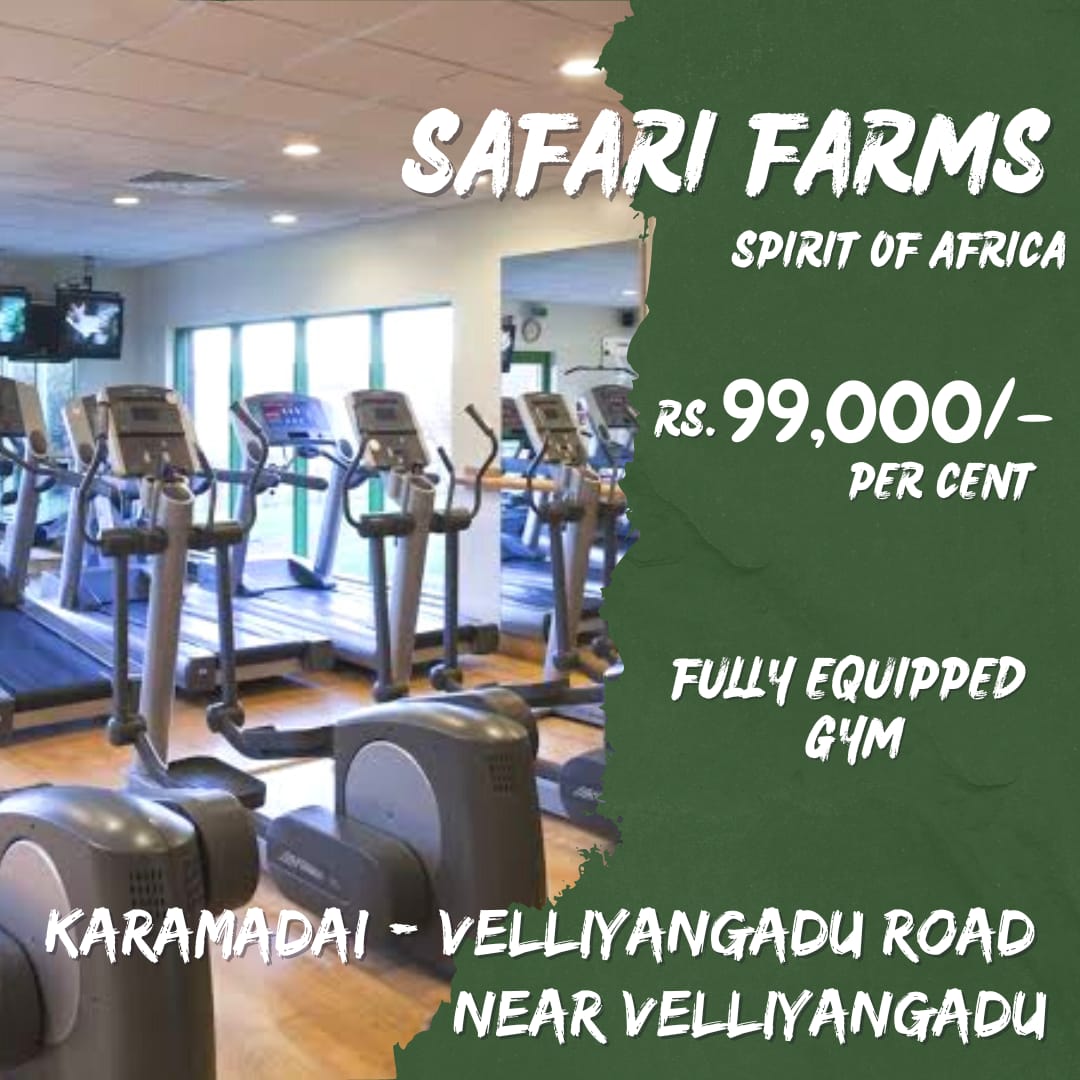 SAFARI FARMS
SPIRIT OF AFRICA
RS. 99,000/-
PER CENT
FULLY EQUIPPED
GYM
KARAMADAI - VELLIYANGADU ROAD
NEAR VELLIYANGADU